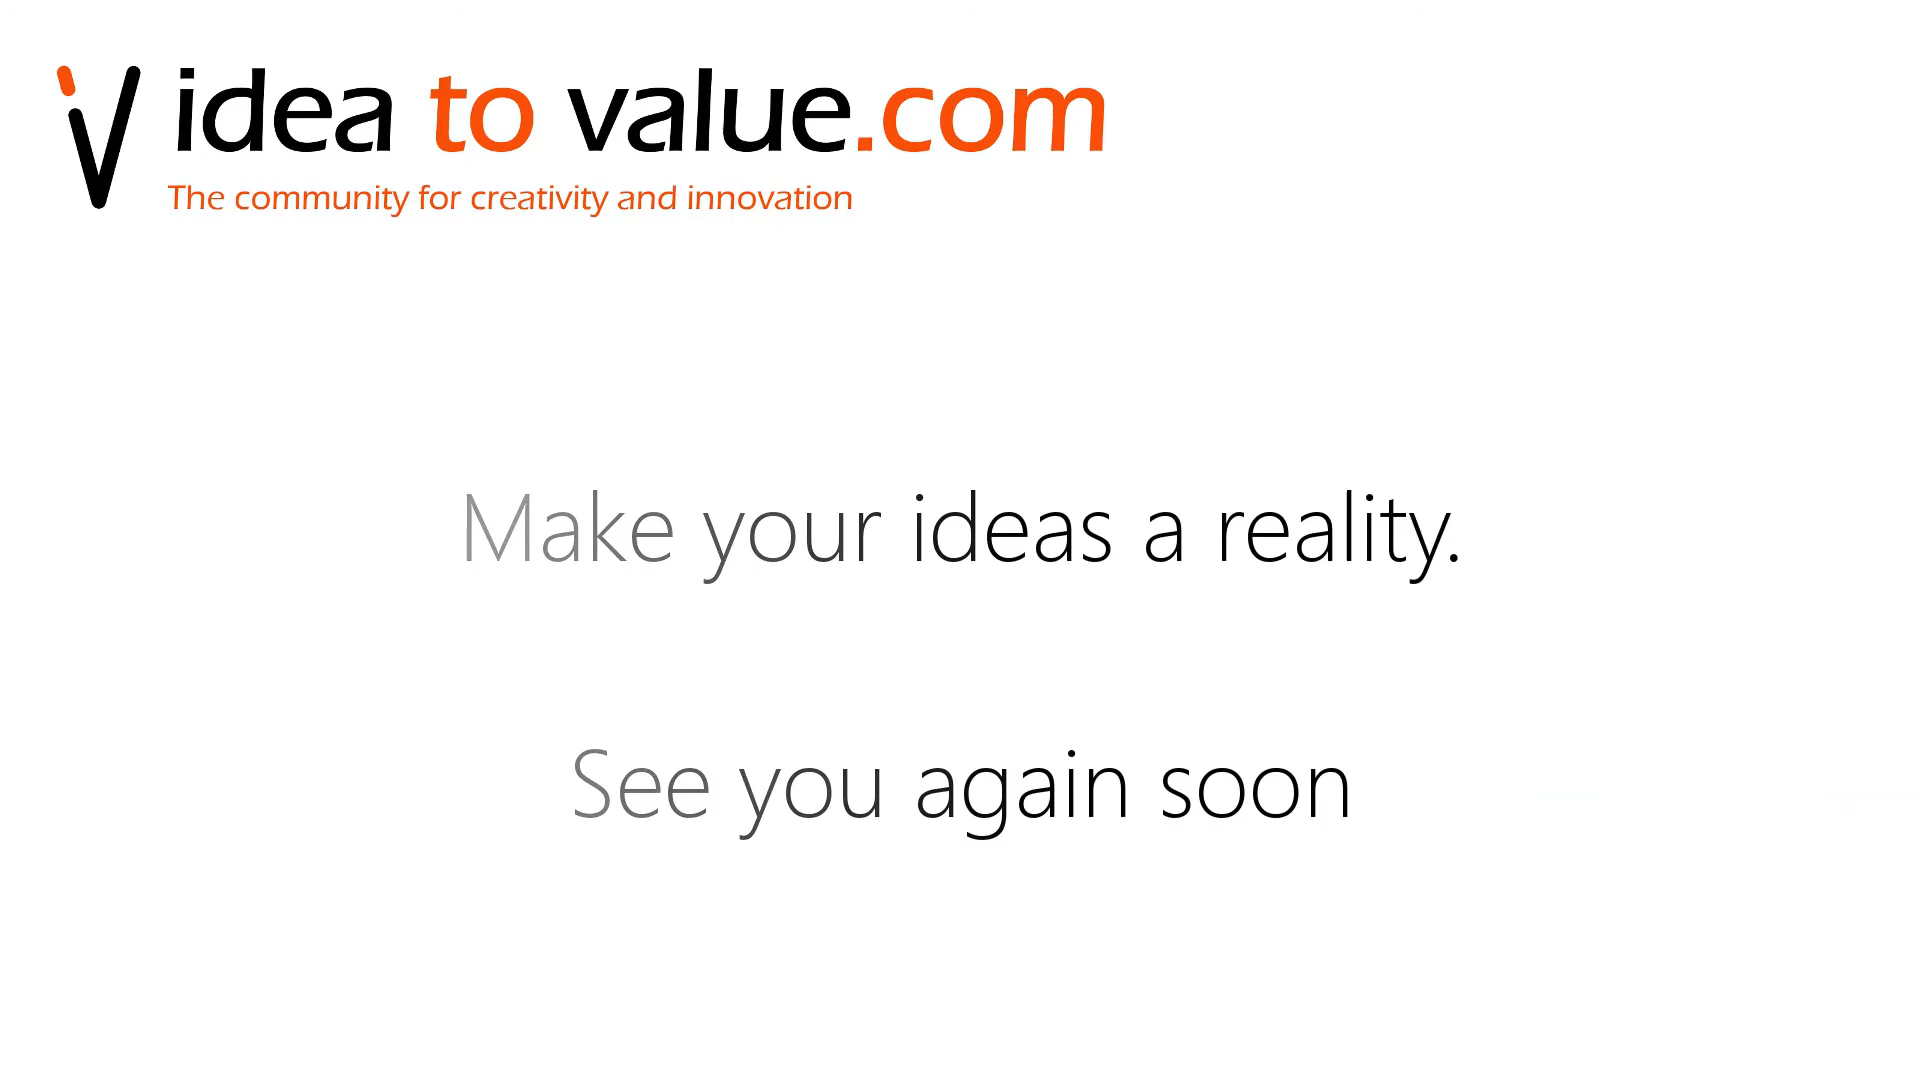 idea to value.com
The community for creativity and innovation
Make your ideas a reality.
See you again soon